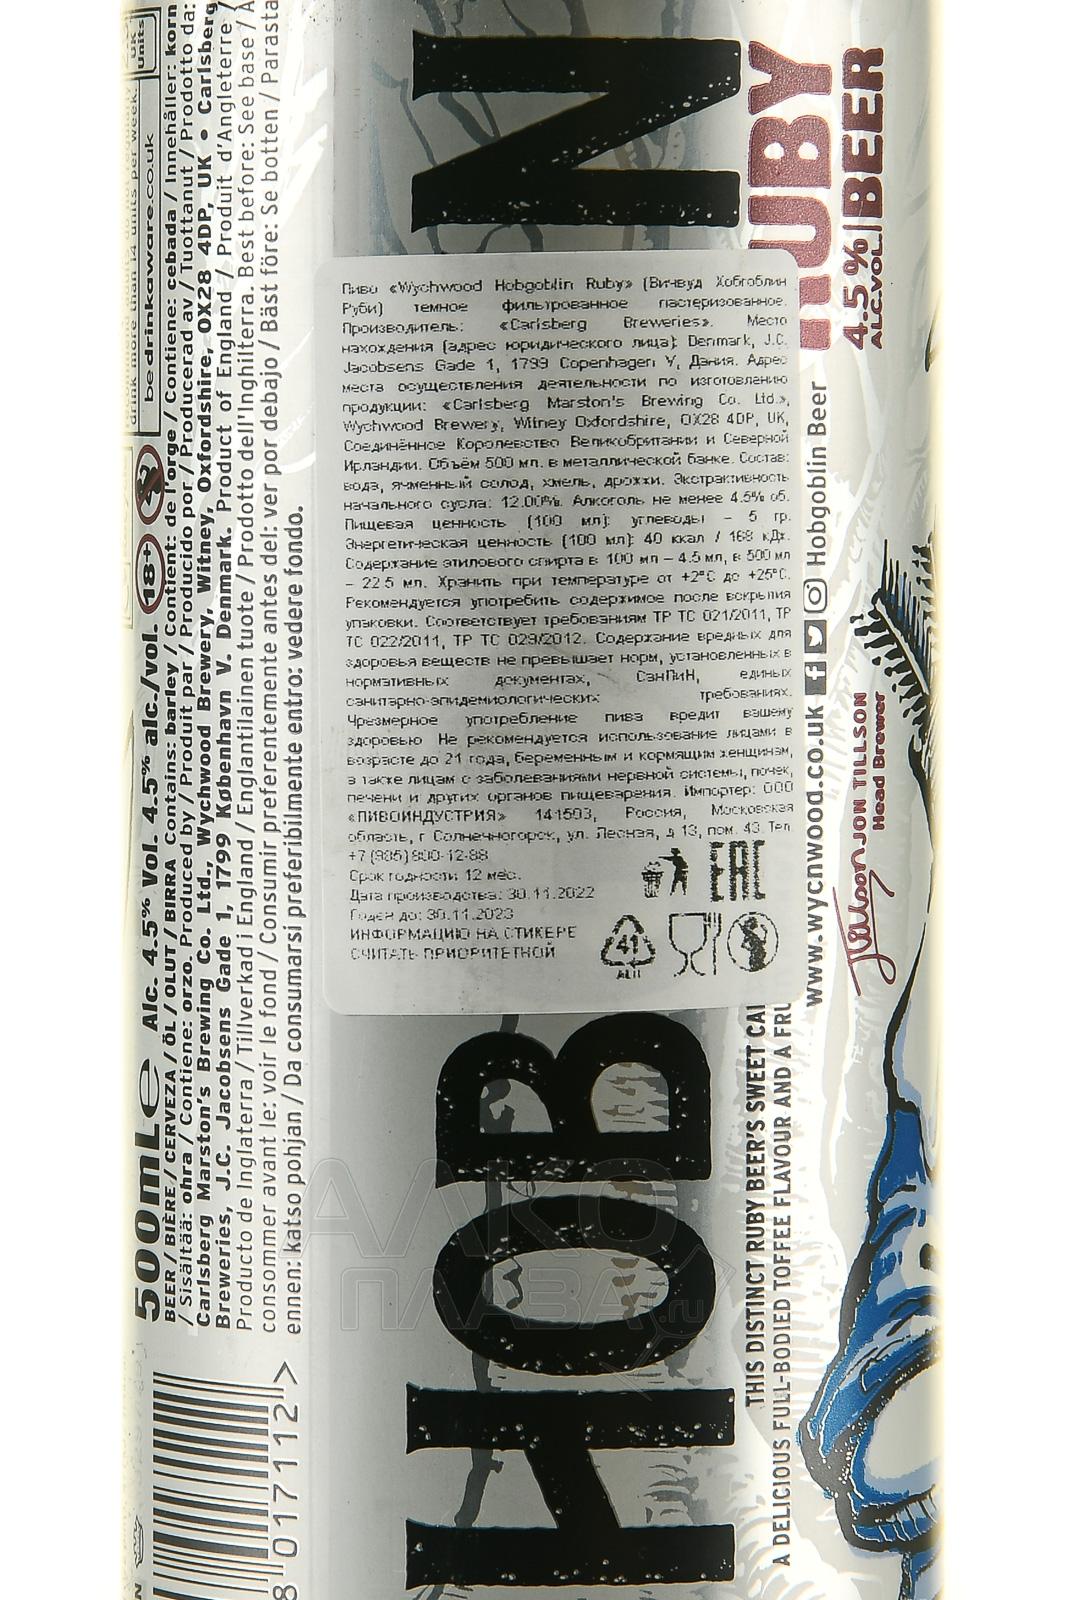 Пиво «Wychwood Hobgoblin Ruby» (Вичвуд Хобгоблин
Руби) темное фильтрованное пастеризованное.
Производитель: «Carlsberg Breweries». Место
нахождения (адрес юридического лица): Denmark, J.C.
Jacobsens Gade 1, 1799 Copenhagen V, Дания. Адрес
места осуществления деятельности по изготовлению
продукции: «Carlsberg Marston's Brewing Co. Ltd.»,
Wychwood Brewery, Witney Oxfordshire, OX28 4DP, UK,
Соединённое Королевство Великобритании и Северной
Ирландии. Объём 500 мл. в металлической банке. Состав:
вода, ячменный солод, хмель, дрожжи. Экстрактивность
начального сусла: 12.00%. Алкоголь не менее 4.5% об.
Пищевая ценность (100 мл): углеводы – 5 гр.
Энергетическая ценность (100 мл): 40 ккал / 168 кДж.
Содержание этилового спирта в 100 мл – 4.5 мл, в 500 мл
– 22.5 мл. Хранить при температуре от +2°C до +25°C.
Рекомендуется употребить содержимое после вскрытия
упаковки. Соответствует требованиям ТР ТС 021/2011, ТР
ТС 022/2011, ТР ТС 029/2012. Содержание вредных для
здоровья веществ не превышает норм, установленных в
нормативных документах, СанПиН, единых
санитарно-эпидемиологических требованиях.
Чрезмерное употребление пива вредит вашему
здоровью. Не рекомендуется использование лицами в
возрасте до 21 года, беременным и кормящим женщинам,
а также лицам с заболеваниями нервной системы, почек,
печени и других органов пищеварения. Импортер: ООО
«ПИВОИНДУСТРИЯ» 141503, Россия, Московская
область, г Солнечногорск, ул. Лесная, д 13, пом. 43. Тел.
+7 (985) 800-12-88
Срок годности: 12 мес.
Дата производства: 30.11.2022
Годен до: 30.11.2023
ИНФОРМАЦИЮ НА СТИКЕРЕ
СЧИТАТЬ ПРИОРИТЕТНОЙ
EAC
41
ALU
UK
units
drink more than 14 units per week
be drinkaware.co.uk
500mL e Alc. 4.5% Vol. 4.5% alc./vol. 18+
BEER / BIÈRE / CERVEZA / ÖL / OLUT / BIRRA Contains: barley / Contient: de l'orge / Contiene: cebada / Innehåller: korn
/ Sisältää: ohra / Contiene: orzo. Produced by / Produit par / Producido por / Producerad av / Tuottanut / Prodotto da:
Carlsberg Marston's Brewing Co. Ltd., Wychwood Brewery, Witney, Oxfordshire, OX28 4DP, UK • Carlsberg
Breweries, J.C. Jacobsens Gade 1, 1799 København V. Denmark. Product of England / Produit d'Angleterre
Producto de Inglaterra / Tillverkad i England / Englantilainen tuote / Prodotto dell'Inghilterra. Best before: See base / À
consommer avant le: voir le fond / Consumir preferentemente antes del: ver por debajo / Bäst före: Se botten / Parasta
ennen: katso pohjan / Da consumarsi preferibilmente entro: vedere fondo.
8 017112 >
HOB
N
RUBY
4.5% BEER
ALC.VOL.
THIS DISTINCT RUBY BEER'S SWEET CA
A DELICIOUS FULL-BODIED TOFFEE FLAVOUR AND A FRU
www.wychwood.co.uk Hobgoblin Beer
JON TILLSON
Head Brewer
АЛКО
ПЛАЗА.ru